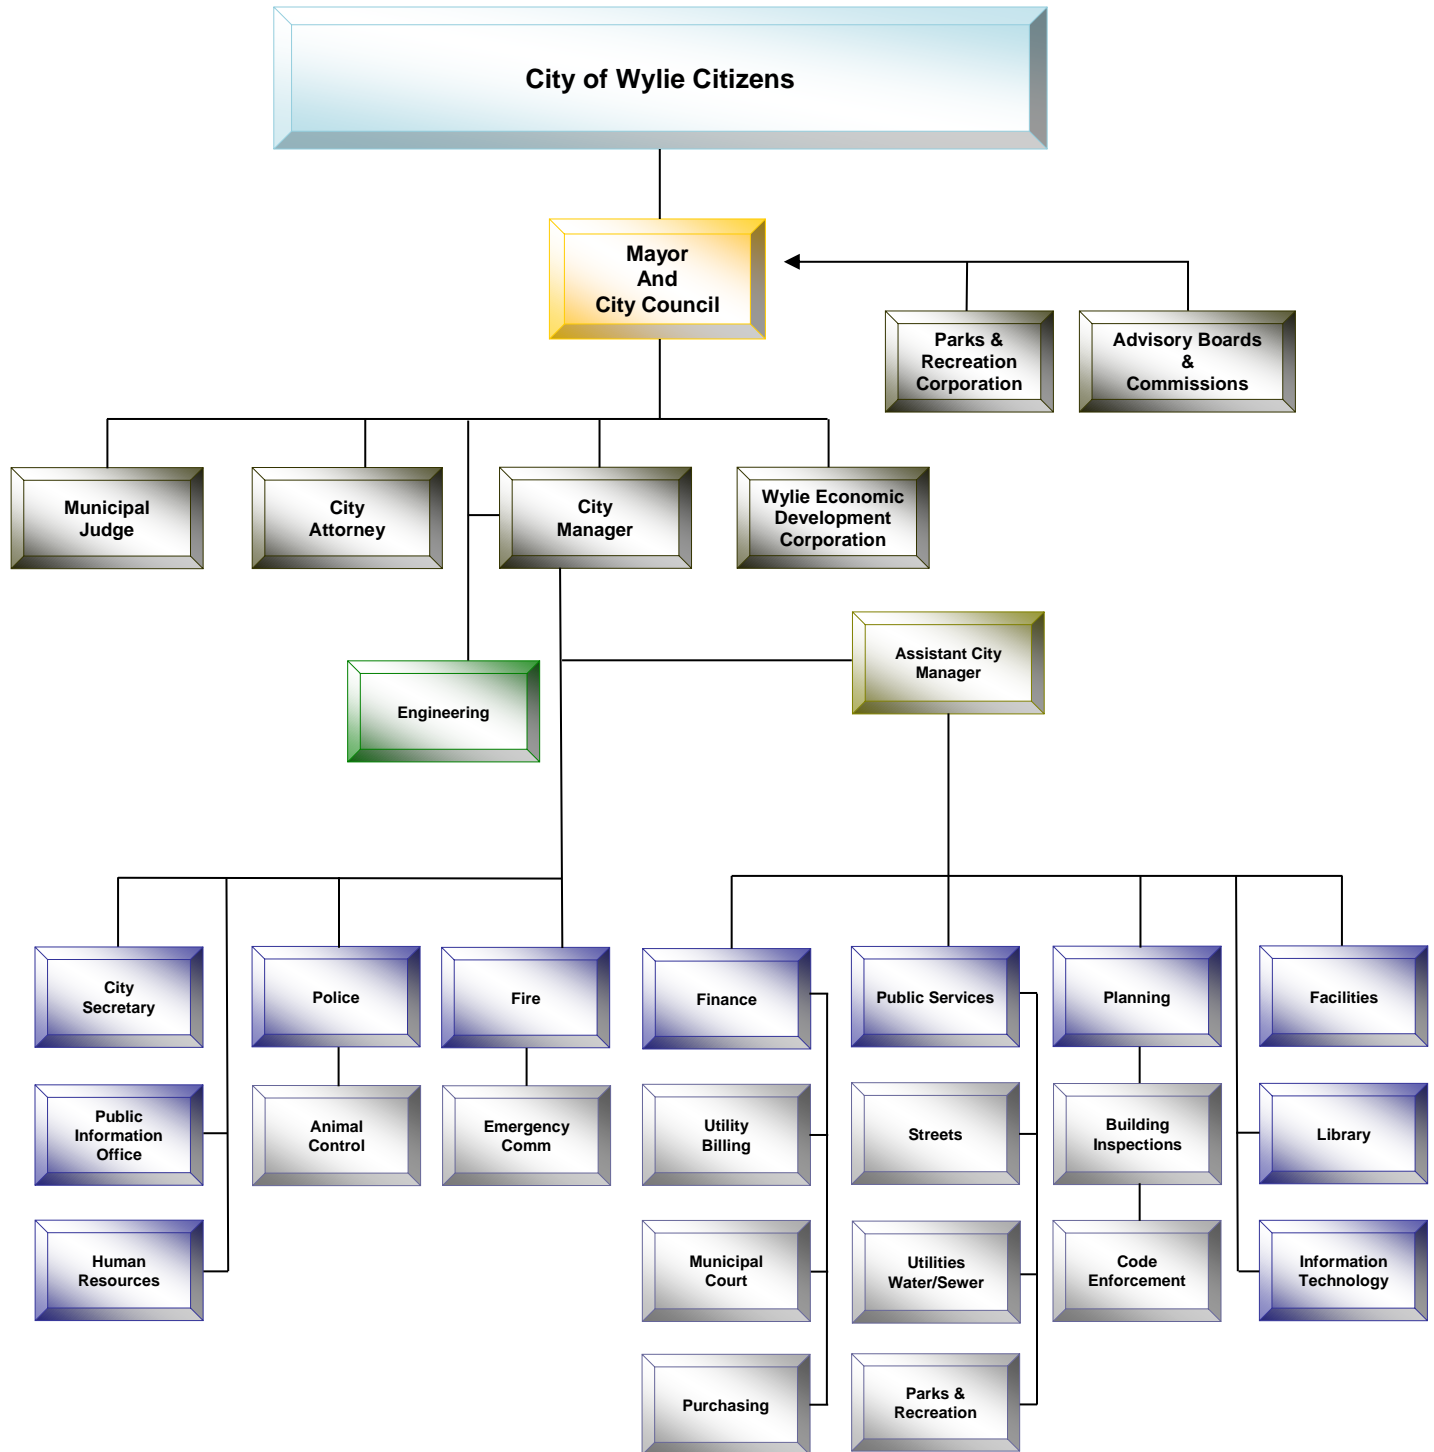 City of Wylie Citizens
Mayor
And
City Council
Parks &
Recreation
Corporation
Advisory Boards
&
Commissions
Municipal
Judge
City
Attorney
City
Manager
Wylie Economic
Development
Corporation
Assistant City
Manager
Engineering
City
Secretary
Police
Fire
Finance
Public Services
Planning
Facilities
Public
Information
Office
Animal
Control
Emergency
Comm
Utility
Billing
Streets
Building
Inspections
Library
Human
Resources
Municipal
Court
Utilities
Water/Sewer
Code
Enforcement
Information
Technology
Purchasing
Parks &
Recreation